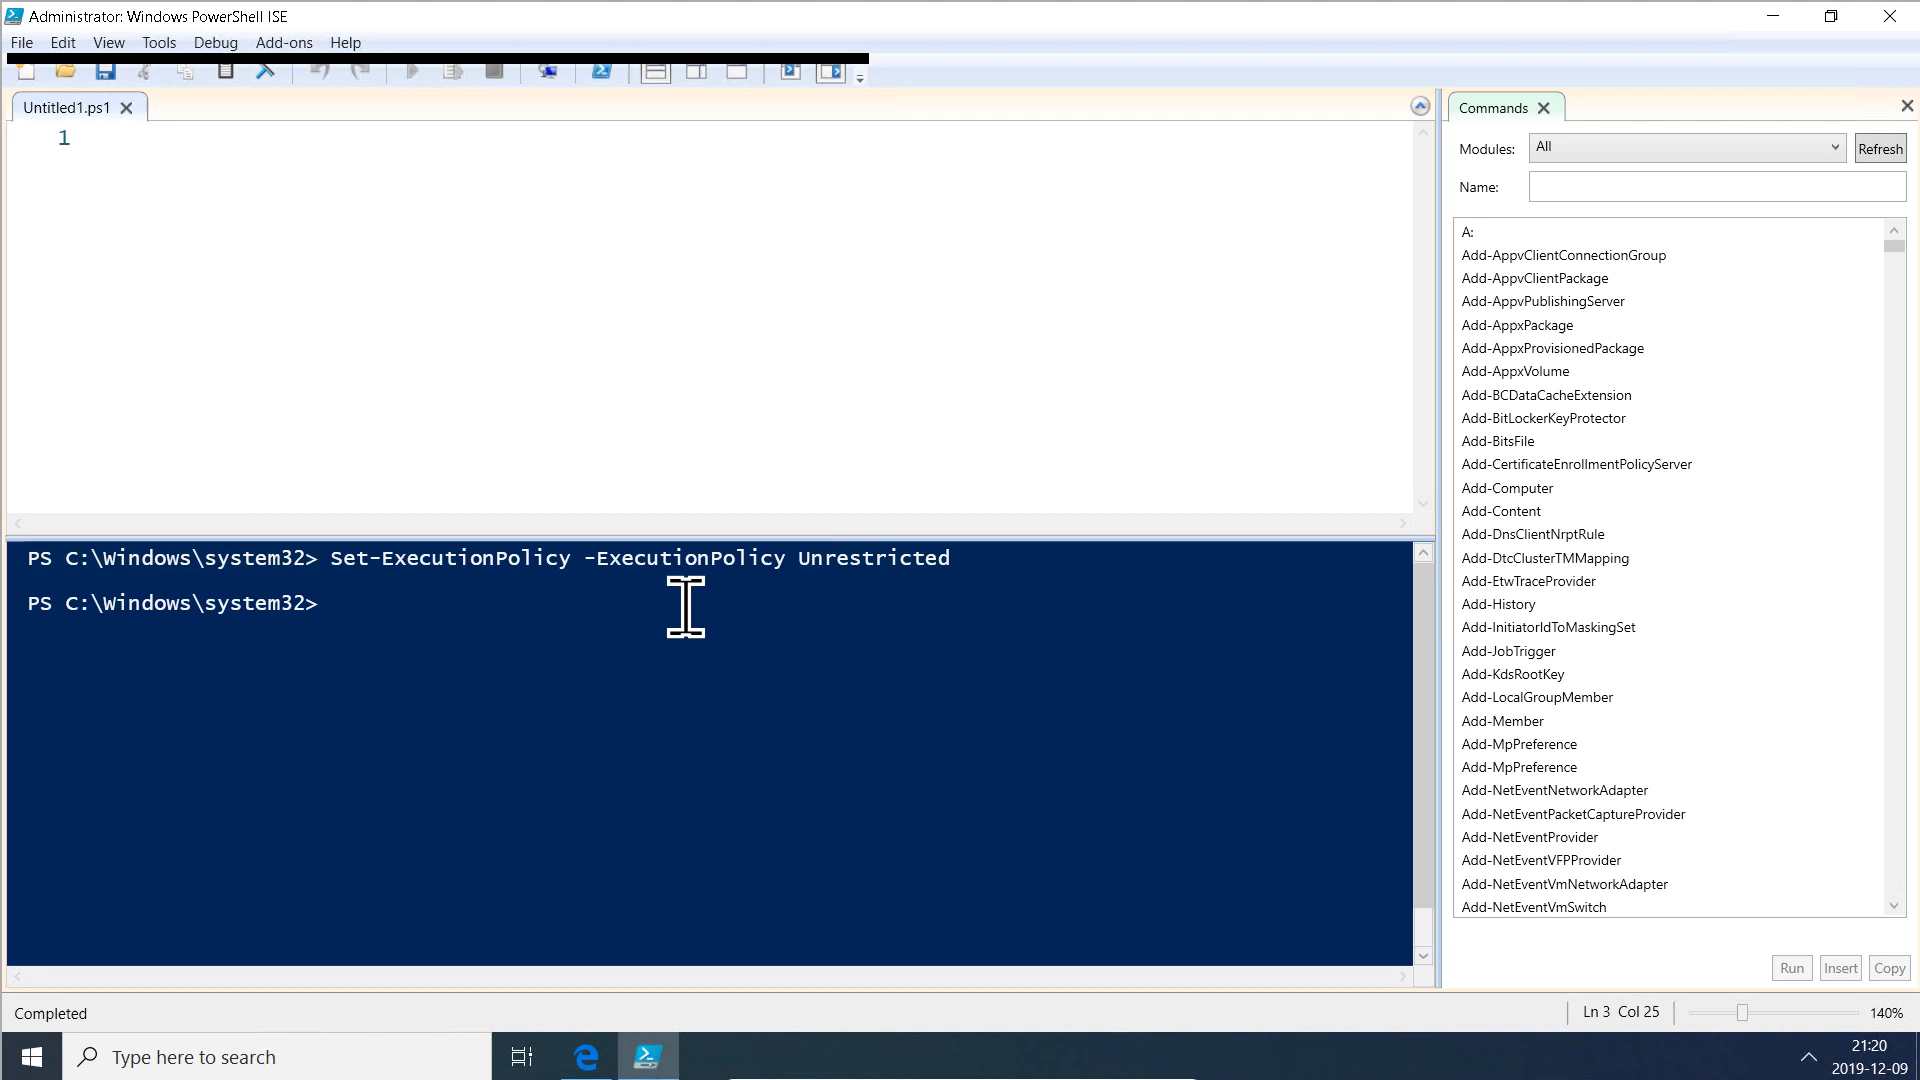 Administrator: Windows PowerShell ISE
File Edit View Tools Debug Add-ons Help
Untitled1.ps1
1
PS C:\Windows\system32> Set-ExecutionPolicy -ExecutionPolicy Unrestricted
PS C:\Windows\system32>
Commands
Modules: All Refresh
Name:
A:
Add-AppvClientConnectionGroup
Add-AppvClientPackage
Add-AppvPublishingServer
Add-AppxPackage
Add-AppxProvisionedPackage
Add-AppxVolume
Add-BCDataCacheExtension
Add-BitLockerKeyProtector
Add-BitsFile
Add-CertificateEnrollmentPolicyServer
Add-Computer
Add-Content
Add-DnsClientNrptRule
Add-DtcClusterTMMapping
Add-EtwTraceProvider
Add-History
Add-InitiatorIdToMaskingSet
Add-JobTrigger
Add-KdsRootKey
Add-LocalGroupMember
Add-Member
Add-MpPreference
Add-MpPreference
Add-NetEventNetworkAdapter
Add-NetEventPacketCaptureProvider
Add-NetEventProvider
Add-NetEventVFPProvider
Add-NetEventVmNetworkAdapter
Add-NetEventVmSwitch
Run Insert Copy
Completed
Ln 3 Col 25
140%
Type here to search
21:20
2019-12-09